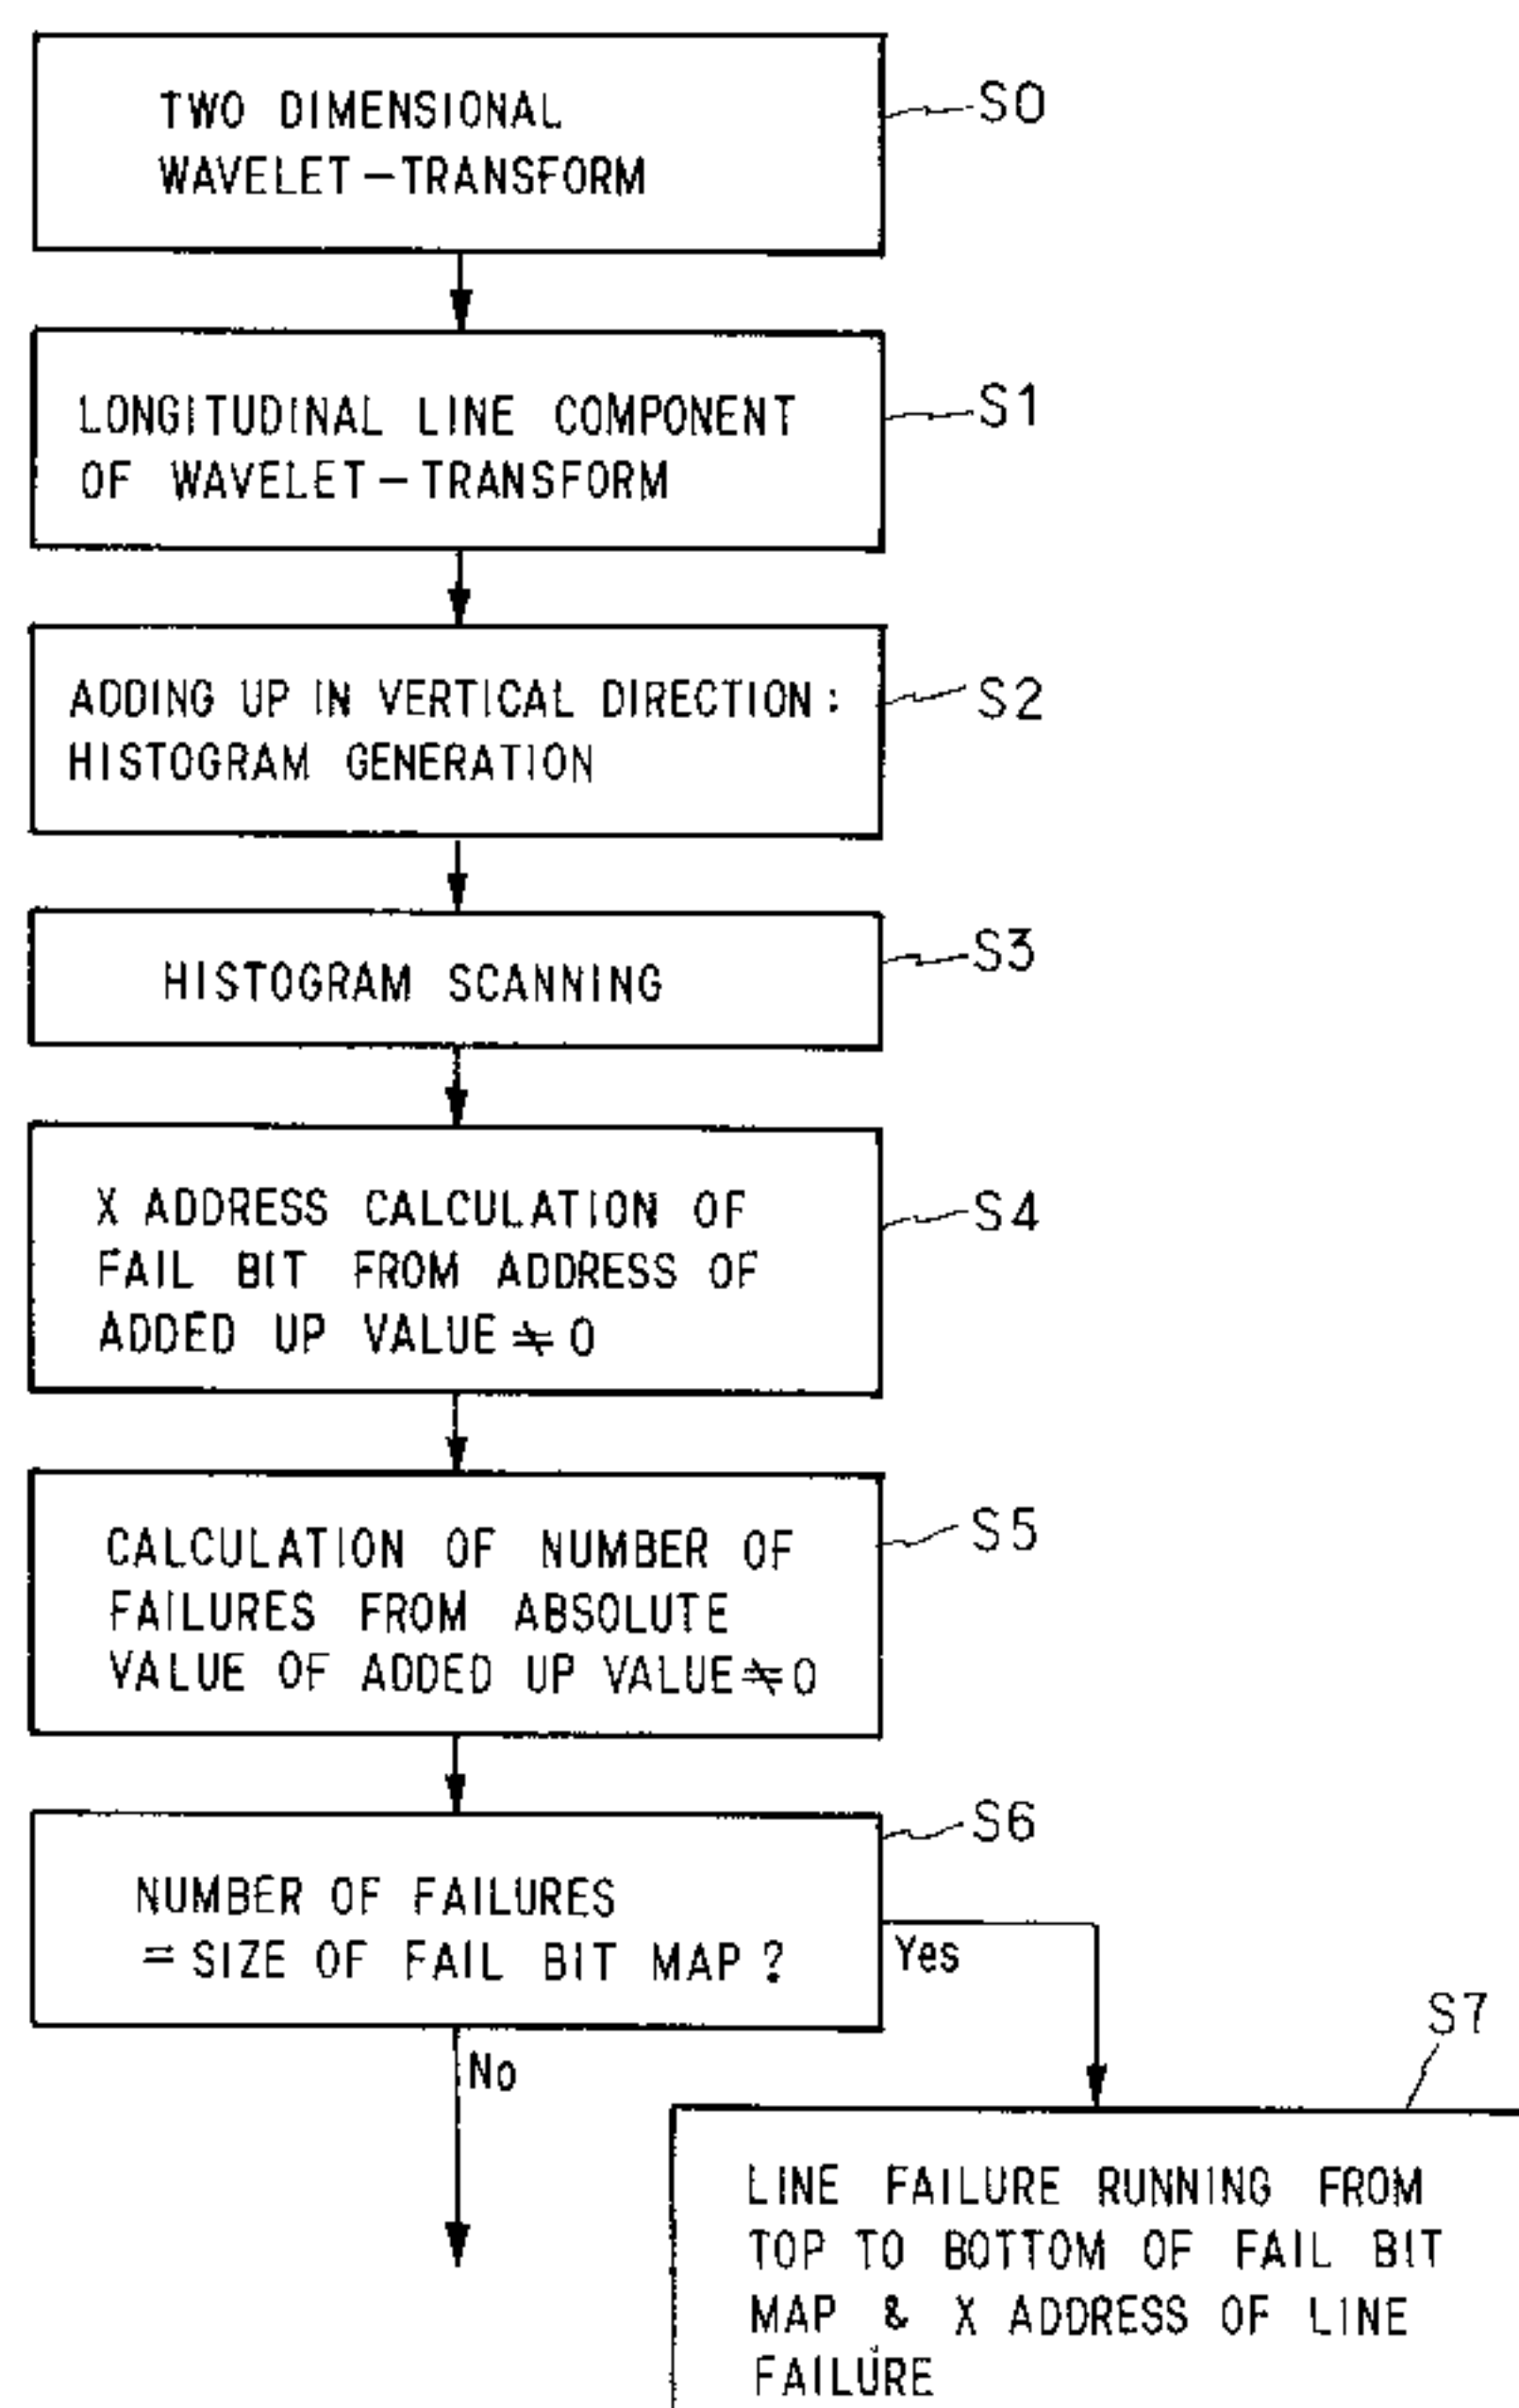 TWO DIMENSIONAL
WAVELET-TRANSFORM
S0
LONGITUDINAL LINE COMPONENT
OF WAVELET-TRANSFORM
S1
ADDING UP IN VERTICAL DIRECTION:
HISTOGRAM GENERATION
S2
HISTOGRAM SCANNING
S3
X ADDRESS CALCULATION OF
FAIL BIT FROM ADDRESS OF
ADDED UP VALUE≠0
S4
CALCULATION OF NUMBER OF
FAILURES FROM ABSOLUTE
VALUE OF ADDED UP VALUE≠0
S5
NUMBER OF FAILURES
=SIZE OF FAIL BIT MAP?
S6
Yes
No
S7
LINE FAILURE RUNNING FROM
TOP TO BOTTOM OF FAIL BIT
MAP & X ADDRESS OF LINE
FAILURE